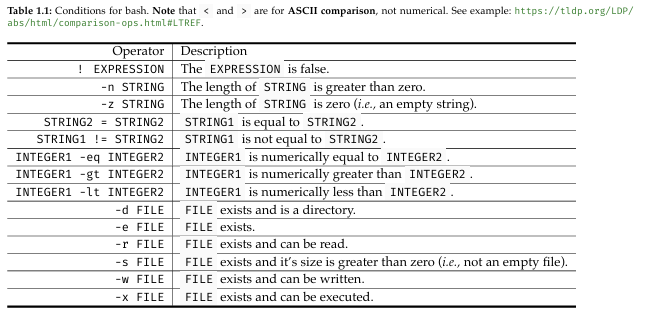 Table 1.1: Conditions for bash. Note that < and > are for ASCII comparison, not numerical. See example: https://tldp.org/LDP/
abs/html/comparison-ops.html#LTREF.
Operator Description
! EXPRESSION The EXPRESSION is false.
-n STRING The length of STRING is greater than zero.
-z STRING The length of STRING is zero (i.e., an empty string).
STRING2 = STRING2 STRING1 is equal to STRING2 .
STRING1 != STRING2 STRING1 is not equal to STRING2 .
INTEGER1 -eq INTEGER2 INTEGER1 is numerically equal to INTEGER2 .
INTEGER1 -gt INTEGER2 INTEGER1 is numerically greater than INTEGER2 .
INTEGER1 -lt INTEGER2 INTEGER1 is numerically less than INTEGER2 .
-d FILE FILE exists and is a directory.
-e FILE FILE exists.
-r FILE FILE exists and can be read.
-s FILE FILE exists and it's size is greater than zero (i.e., not an empty file).
-w FILE FILE exists and can be written.
-x FILE FILE exists and can be executed.